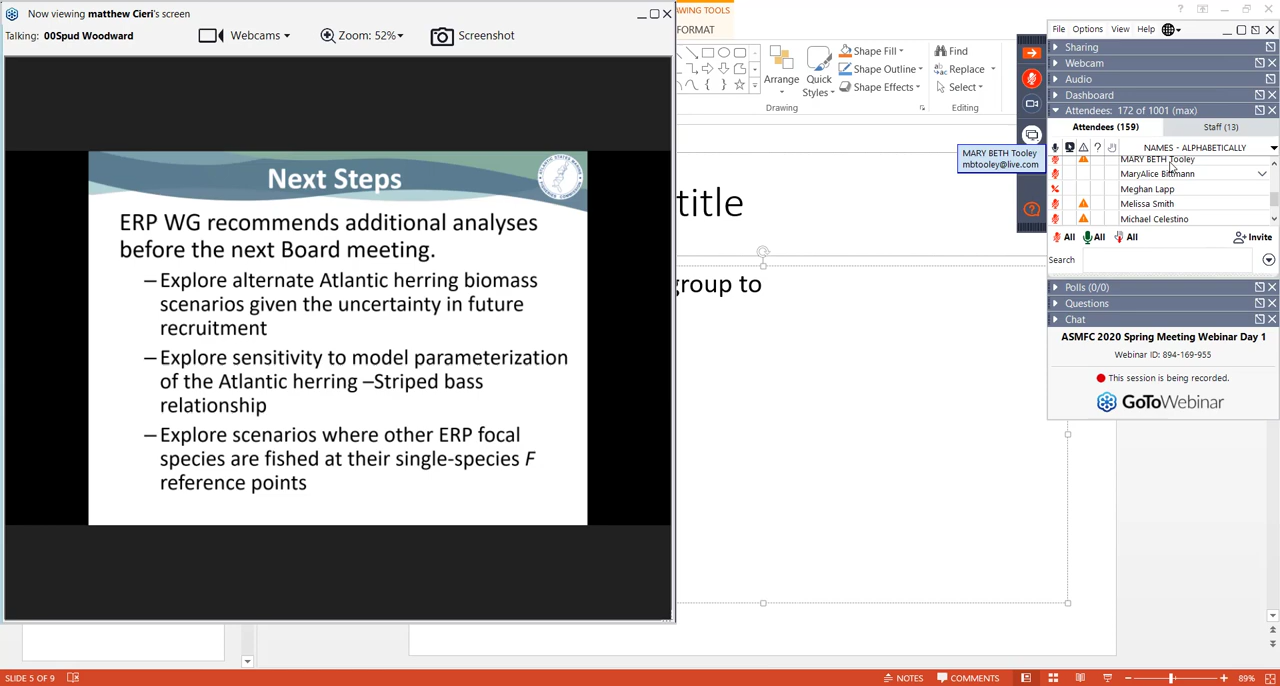 Now viewing matthew Cieri's screen
Talking: 00Spud Woodward
Webcams
Zoom: 52%
Screenshot
Next Steps
ERP WG recommends additional analyses
before the next Board meeting.
–Explore alternate Atlantic herring biomass
scenarios given the uncertainty in future
recruitment
–Explore sensitivity to model parameterization
of the Atlantic herring –Striped bass
relationship
–Explore scenarios where other ERP focal
species are fished at their single-species F
reference points
AWING TOOLS
FORMAT
Arrange
Quick
Styles
Shape Fill
Shape Outline
Shape Effects
Drawing
Find
Replace
Select
Editing
title
group to
MARY BETH Tooley
mbtooley@live.com
File Options View Help
Sharing
Webcam
Audio
Dashboard
Attendees: 172 of 1001 (max)
Attendees (159)
Staff (13)
NAMES - ALPHABETICALLY
MARY BETH Tooley
MaryAlice Bittmann
Meghan Lapp
Melissa Smith
Michael Celestino
All
All
All
Invite
Search
Polls (0/0)
Questions
Chat
ASMFC 2020 Spring Meeting Webinar Day 1
Webinar ID: 894-169-955
This session is being recorded.
GoToWebinar
SLIDE 5 OF 9
NOTES
COMMENTS
89%